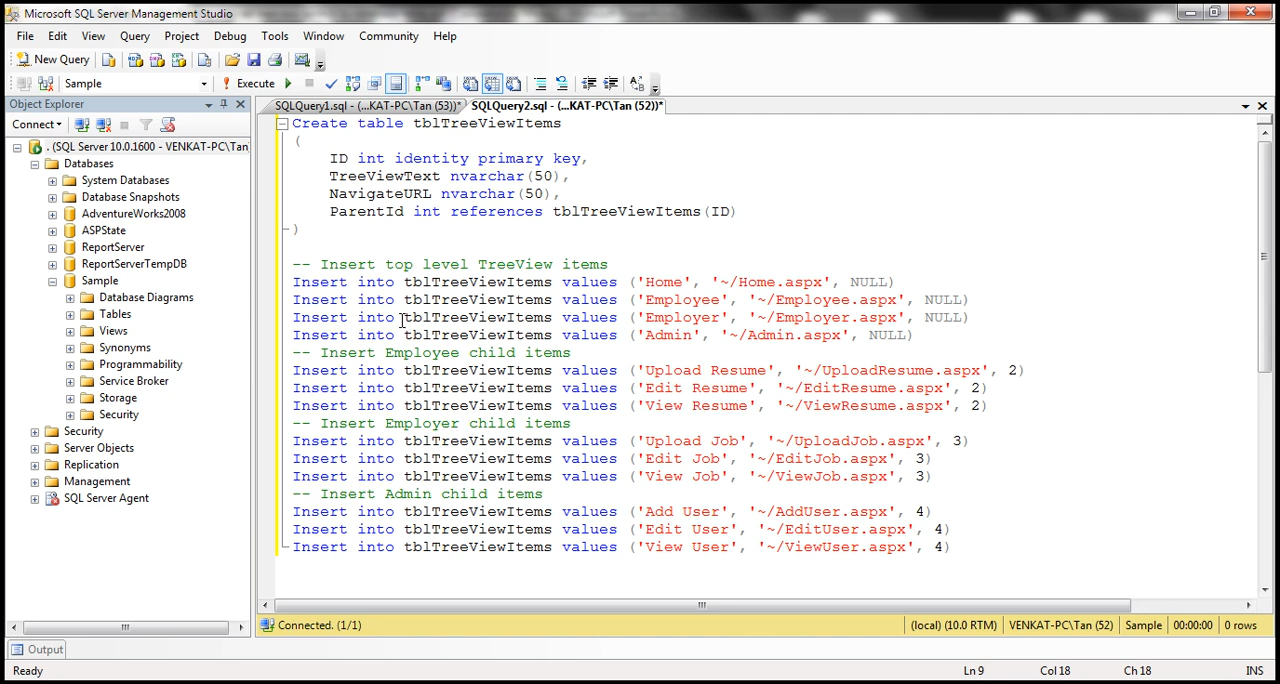 Microsoft SQL Server Management Studio
File Edit View Query Project Debug Tools Window Community Help
New Query
Sample Execute
Object Explorer
SQLQuery1.sql - (...KAT-PC\Tan (53))* SQLQuery2.sql - (...KAT-PC\Tan (52))*
Connect
. (SQL Server 10.0.1600 - VENKAT-PC\Tan
Databases
System Databases
Database Snapshots
AdventureWorks2008
ASPState
ReportServer
ReportServerTempDB
Sample
Database Diagrams
Tables
Views
Synonyms
Programmability
Service Broker
Storage
Security
Security
Server Objects
Replication
Management
SQL Server Agent
Create table tblTreeViewItems
(
ID int identity primary key,
TreeViewText nvarchar(50),
NavigateURL nvarchar(50),
ParentId int references tblTreeViewItems(ID)
)
-- Insert top level TreeView items
Insert into tblTreeViewItems values ('Home', '~/Home.aspx', NULL)
Insert into tblTreeViewItems values ('Employee', '~/Employee.aspx', NULL)
Insert into tblTreeViewItems values ('Employer', '~/Employer.aspx', NULL)
Insert into tblTreeViewItems values ('Admin', '~/Admin.aspx', NULL)
-- Insert Employee child items
Insert into tblTreeViewItems values ('Upload Resume', '~/UploadResume.aspx', 2)
Insert into tblTreeViewItems values ('Edit Resume', '~/EditResume.aspx', 2)
Insert into tblTreeViewItems values ('View Resume', '~/ViewResume.aspx', 2)
-- Insert Employer child items
Insert into tblTreeViewItems values ('Upload Job', '~/UploadJob.aspx', 3)
Insert into tblTreeViewItems values ('Edit Job', '~/EditJob.aspx', 3)
Insert into tblTreeViewItems values ('View Job', '~/ViewJob.aspx', 3)
-- Insert Admin child items
Insert into tblTreeViewItems values ('Add User', '~/AddUser.aspx', 4)
Insert into tblTreeViewItems values ('Edit User', '~/EditUser.aspx', 4)
Insert into tblTreeViewItems values ('View User', '~/ViewUser.aspx', 4)
Connected. (1/1) (local) (10.0 RTM) VENKAT-PC\Tan (52) Sample 00:00:00 0 rows
Output
Ready Ln 9 Col 18 Ch 18 INS